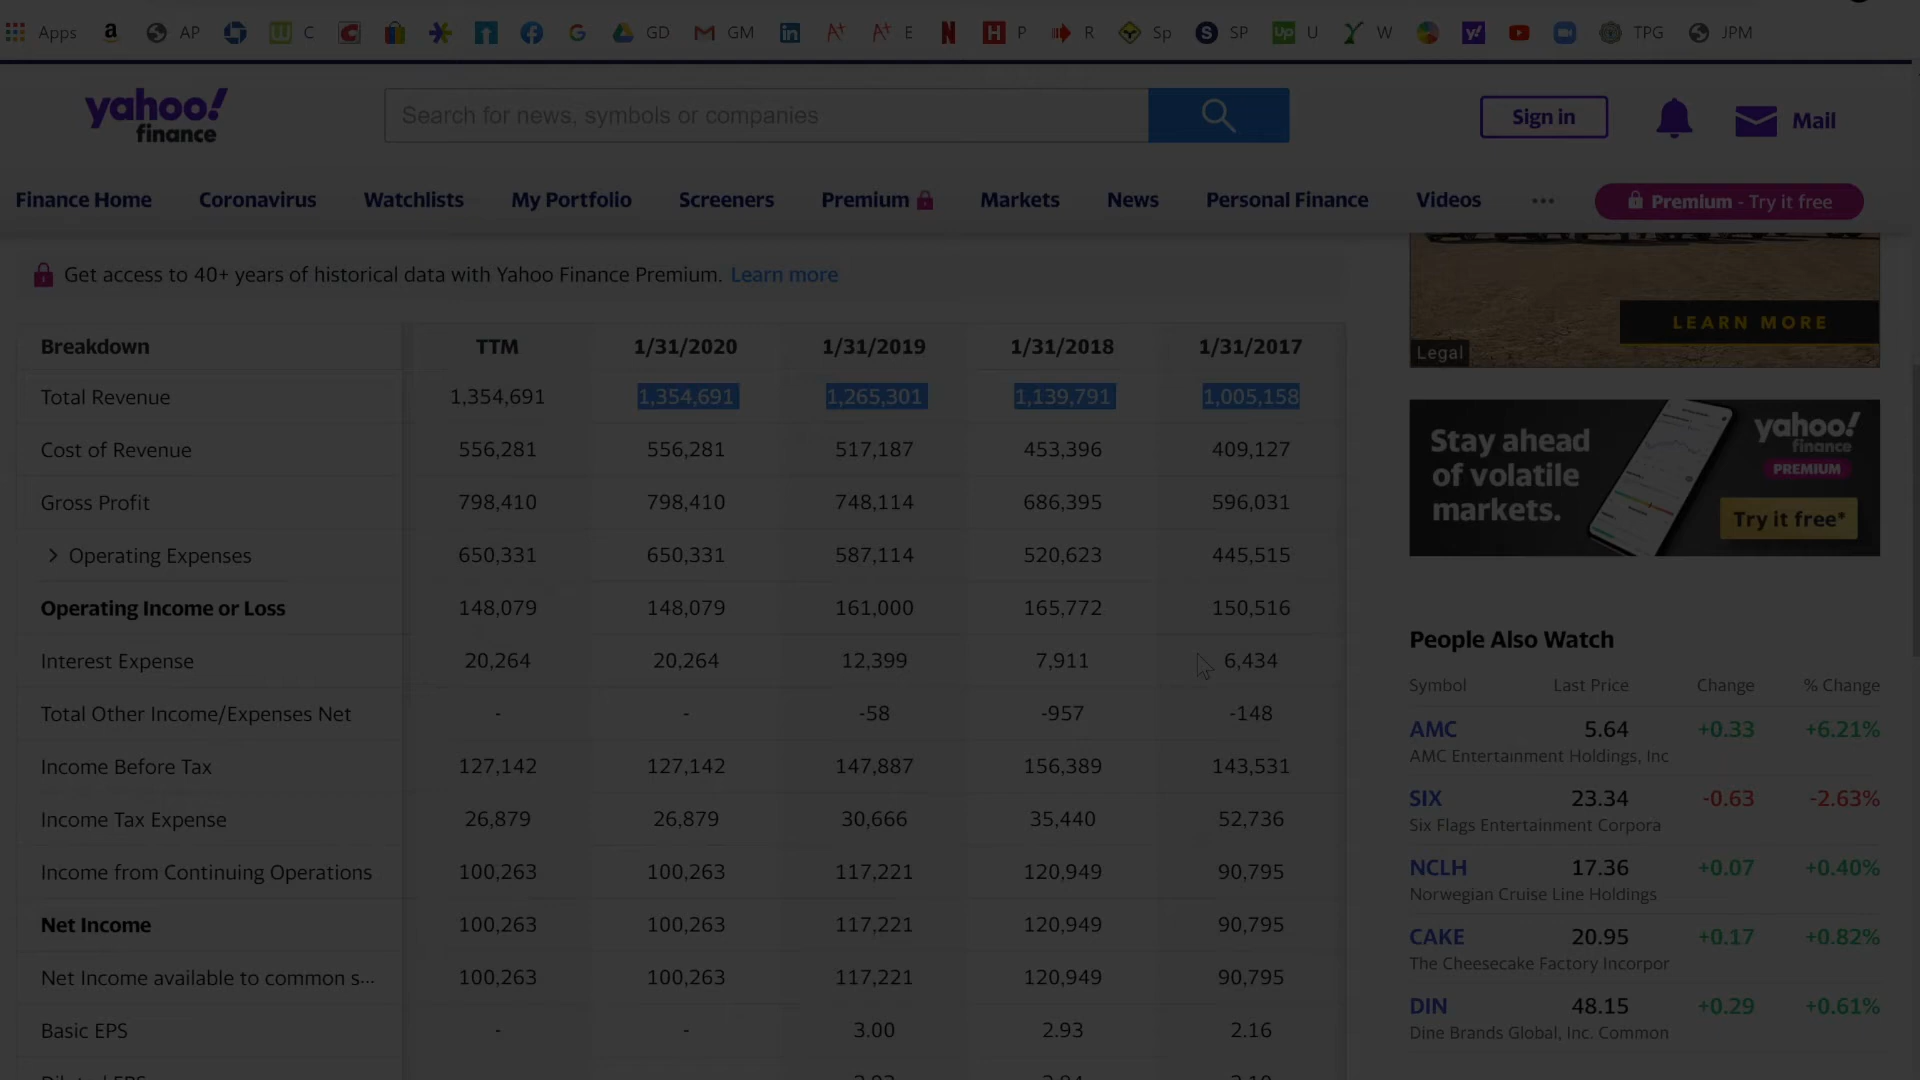 Apps AP C GD GM E P R Sp SP U W TPG JPM
yahoo!
finance
Search for news, symbols or companies
Sign in
Mail
Finance Home Coronavirus Watchlists My Portfolio Screeners Premium Markets News Personal Finance Videos ... Premium - Try it free
Get access to 40+ years of historical data with Yahoo Finance Premium. Learn more
LEARN MORE
Legal
Breakdown TTM 1/31/2020 1/31/2019 1/31/2018 1/31/2017
Total Revenue 1,354,691 1,354,691 1,265,301 1,139,791 1,005,158
Cost of Revenue 556,281 556,281 517,187 453,396 409,127
Gross Profit 798,410 798,410 748,114 686,395 596,031
> Operating Expenses 650,331 650,331 587,114 520,623 445,515
Operating Income or Loss 148,079 148,079 161,000 165,772 150,516
Interest Expense 20,264 20,264 12,399 7,911 6,434
Total Other Income/Expenses Net - - -58 -957 -148
Income Before Tax 127,142 127,142 147,887 156,389 143,531
Income Tax Expense 26,879 26,879 30,666 35,440 52,736
Income from Continuing Operations 100,263 100,263 117,221 120,949 90,795
Net Income 100,263 100,263 117,221 120,949 90,795
Net Income available to common s... 100,263 100,263 117,221 120,949 90,795
Basic EPS - - 3.00 2.93 2.16
Stay ahead
of volatile
markets.
yahoo!
finance
PREMIUM
Try it free*
People Also Watch
Symbol Last Price Change % Change
AMC 5.64 +0.33 +6.21%
AMC Entertainment Holdings, Inc
SIX 23.34 -0.63 -2.63%
Six Flags Entertainment Corpora
NCLH 17.36 +0.07 +0.40%
Norwegian Cruise Line Holdings
CAKE 20.95 +0.17 +0.82%
The Cheesecake Factory Incorpor
DIN 48.15 +0.29 +0.61%
Dine Brands Global, Inc. Common